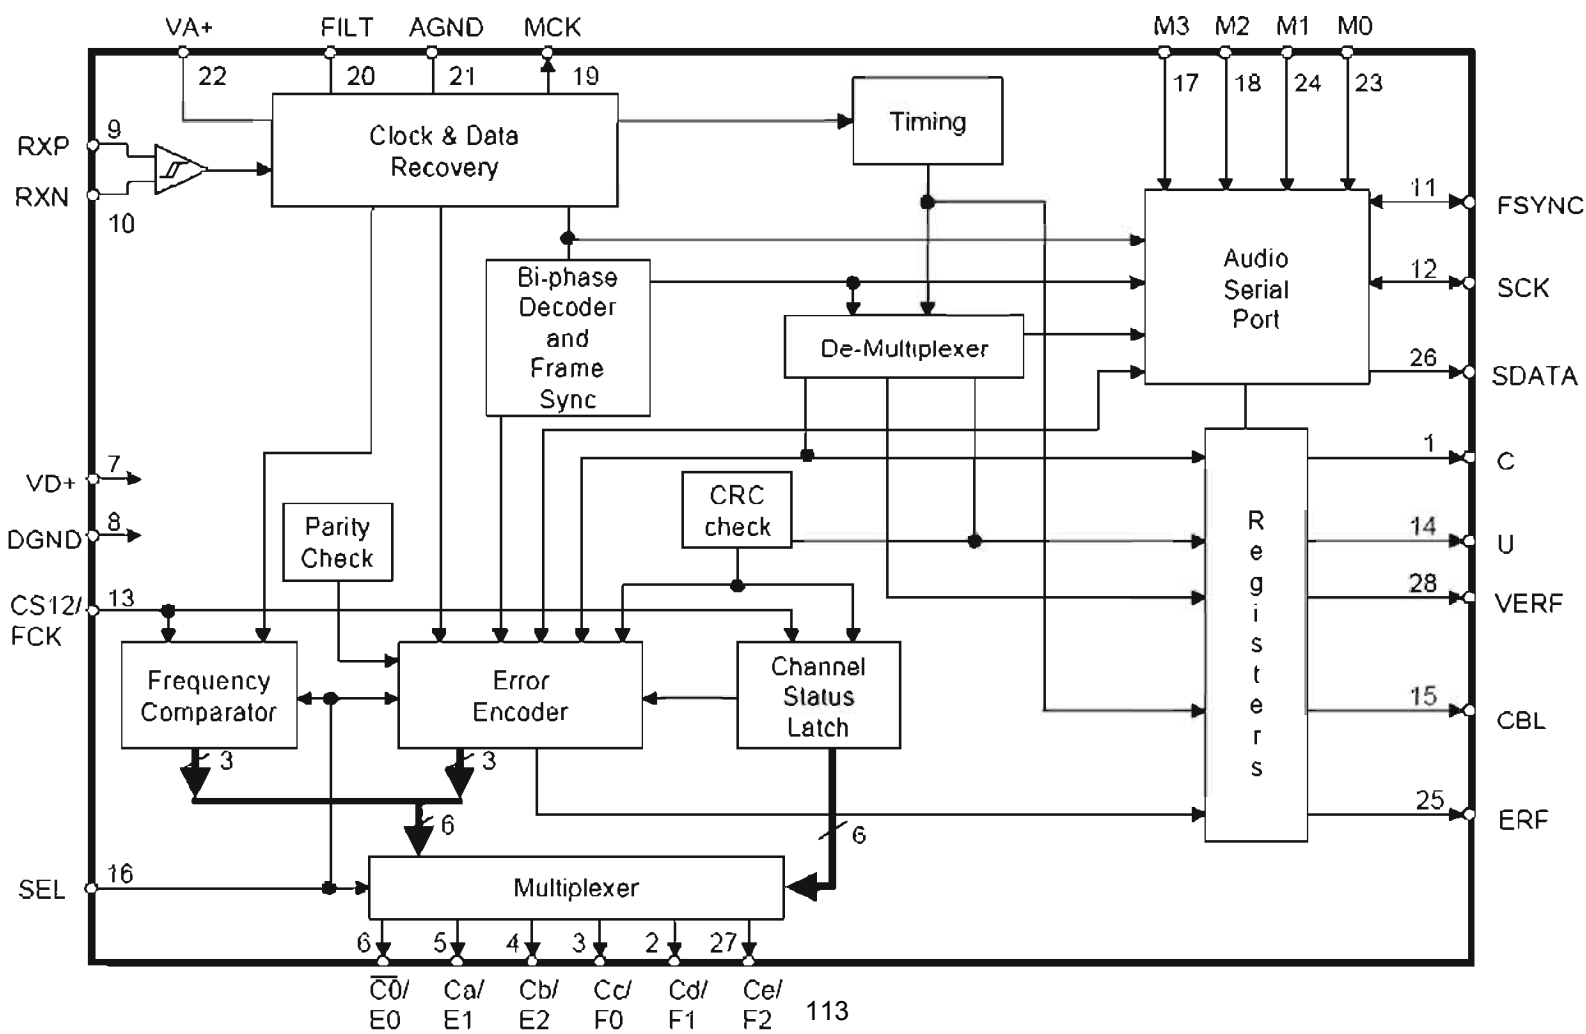 VA+ FILT AGND MCK M3 M2 M1 M0
22 20 21 19 17 18 24 23
RXP 9
RXN 10
Clock & Data
Recovery
Timing
11 FSYNC
12 SCK
26 SDATA
Audio
Serial
Port
Bi-phase
Decoder
and
Frame
Sync
De-Multiplexer
VD+ 7
DGND 8
CS12/ 13
FCK
Parity
Check
CRC
check
Registers
1 C
14 U
28 VERF
15 CBL
25 ERF
Frequency
Comparator
Error
Encoder
Channel
Status
Latch
3 3
6 6
SEL 16
Multiplexer
6 5 4 3 2 27
C̅0̅/ Ca/ Cb/ Cc/ Cd/ Ce/
E0 E1 E2 F0 F1 F2
113